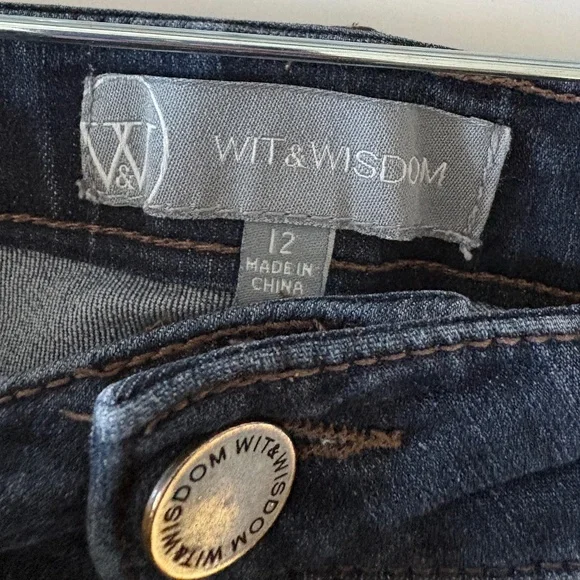 W&
WIT & WISDOM
12
MADE IN
CHINA
WIT&WISDOM WIT&WISDOM